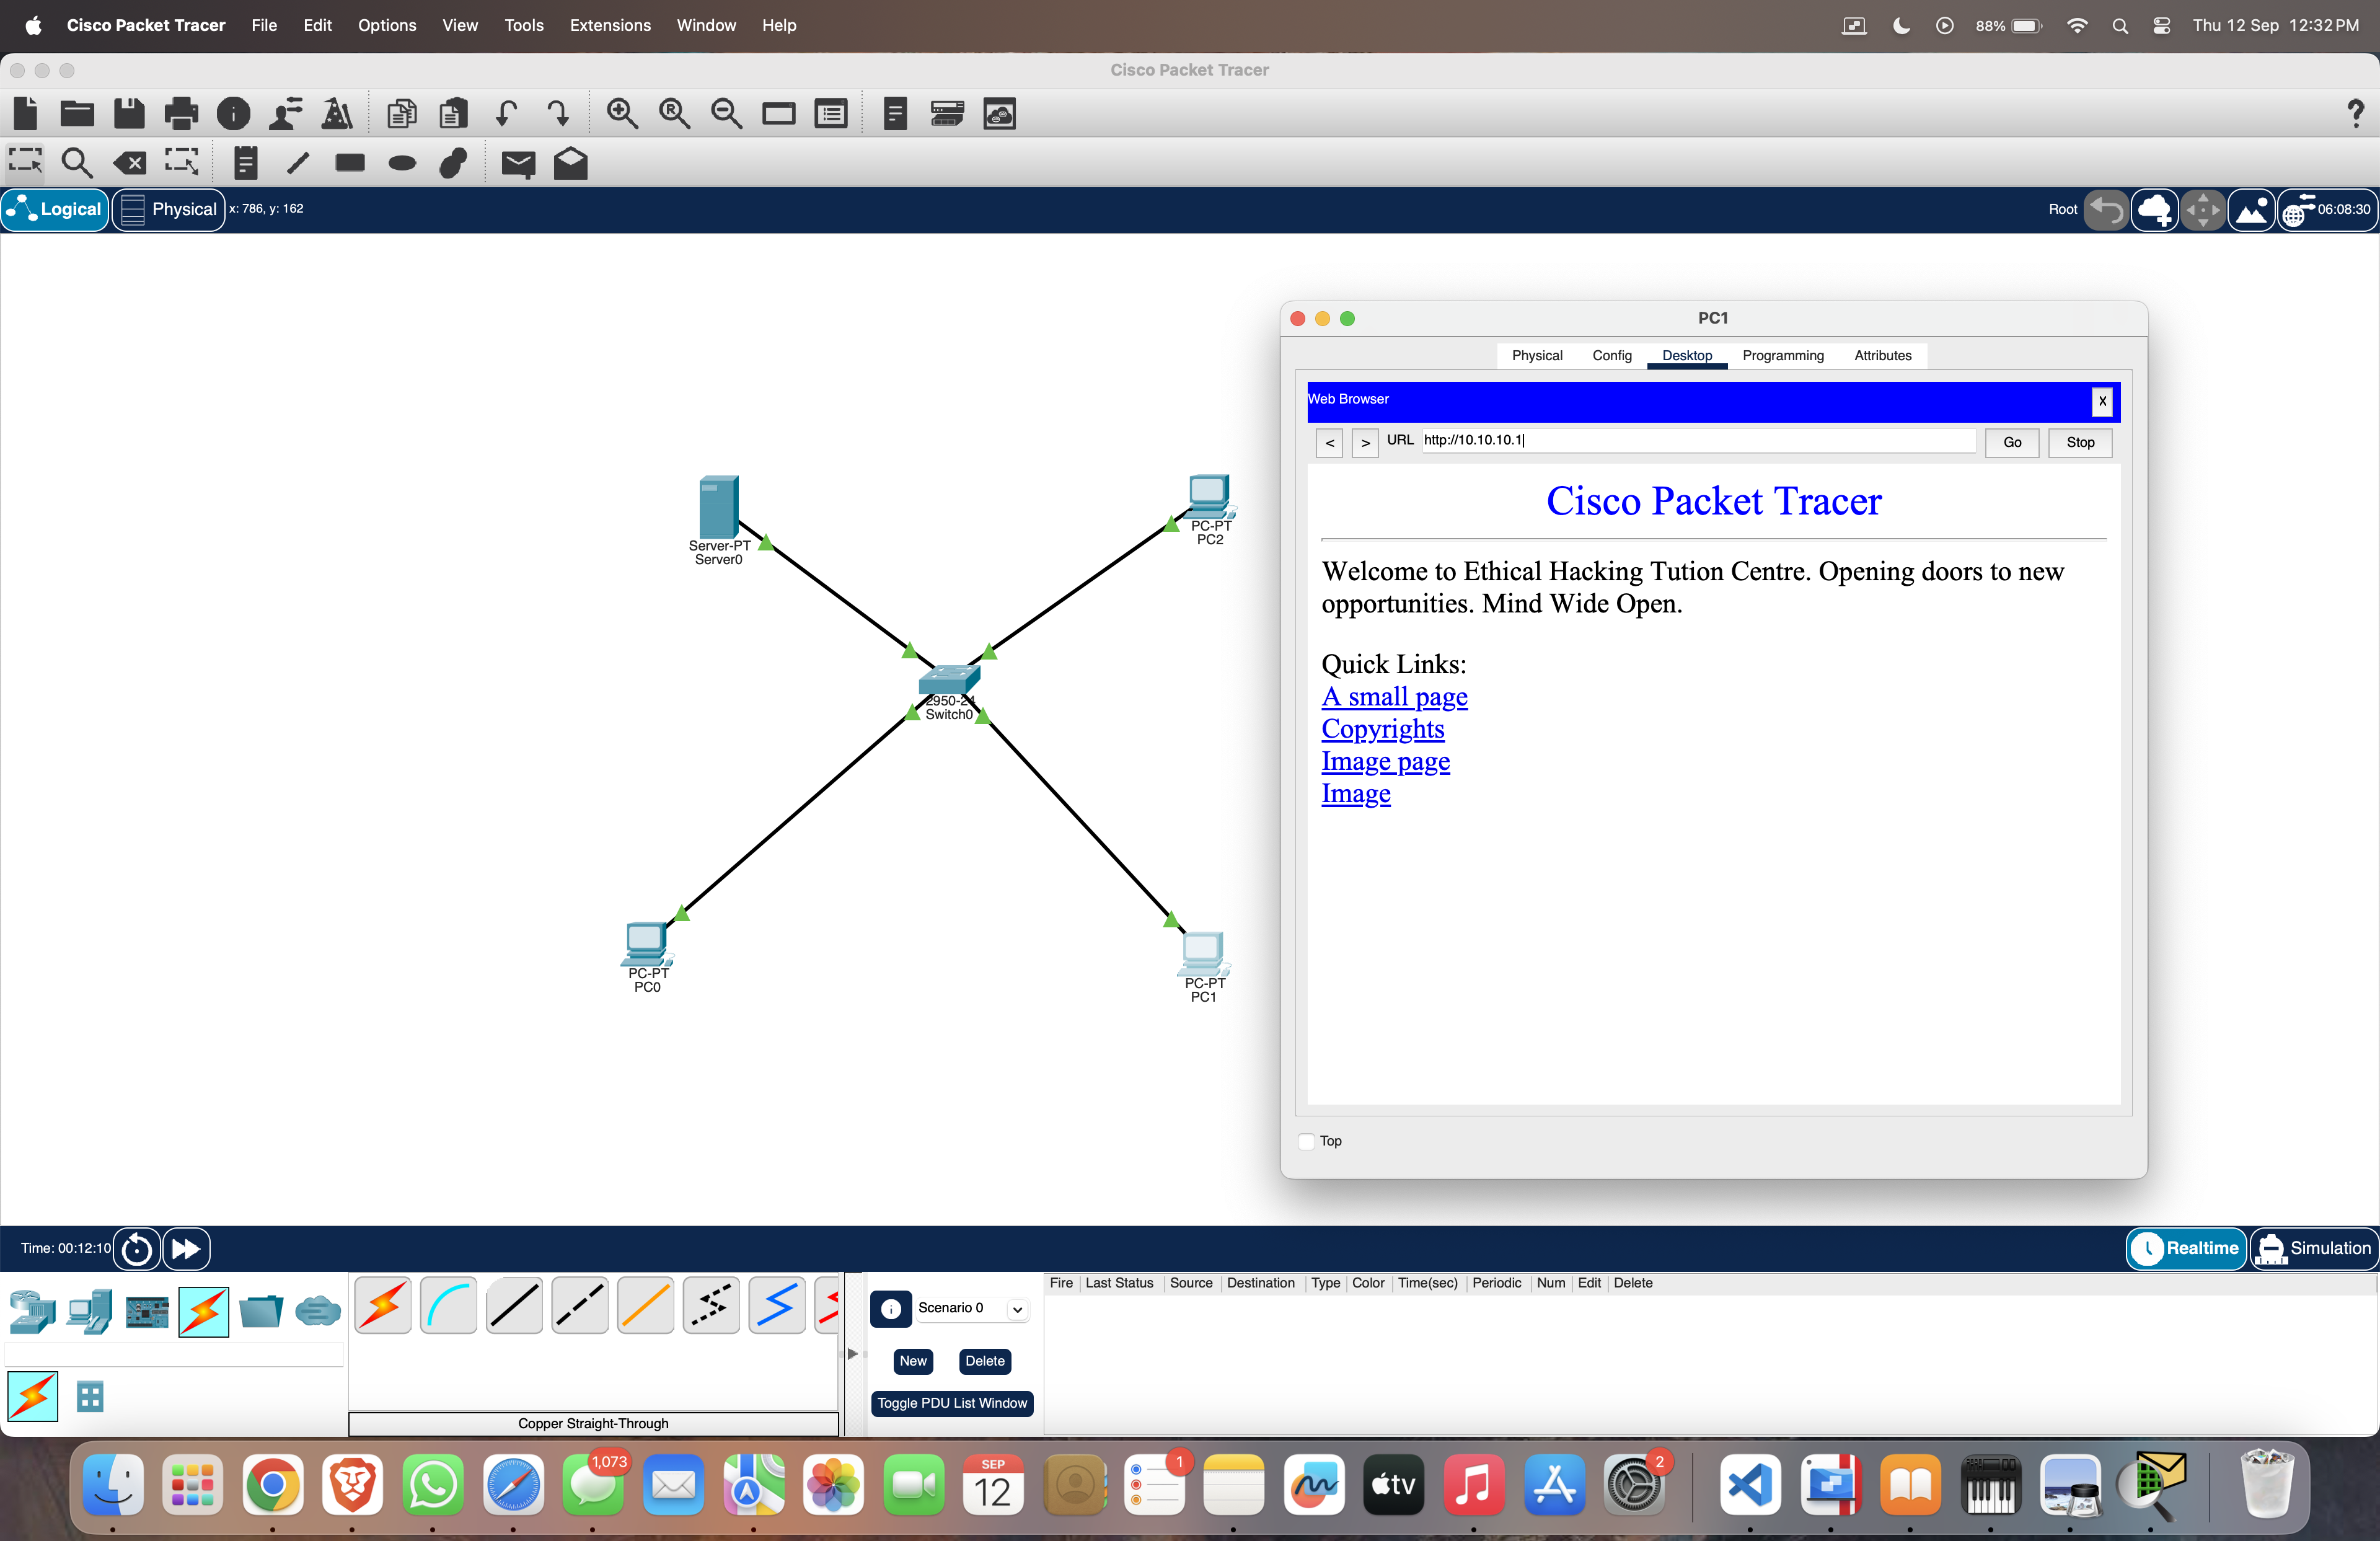 Cisco Packet Tracer File Edit Options View Tools Extensions Window Help 88% Thu 12 Sep 12:32 PM
Cisco Packet Tracer
Logical Physical x: 786, y: 162 Root 06:08:30
PC1
Physical Config Desktop Programming Attributes
Web Browser X
< > URL http://10.10.10.1 Go Stop
Cisco Packet Tracer
Welcome to Ethical Hacking Tution Centre. Opening doors to new
opportunities. Mind Wide Open.
Quick Links:
A small page
Copyrights
Image page
Image
Top
Server-PT
Server0
PC-PT
PC2
2950-24
Switch0
PC-PT
PC0
PC-PT
PC1
Time: 00:12:10 Realtime Simulation
Fire Last Status Source Destination Type Color Time(sec) Periodic Num Edit Delete
Scenario 0
New Delete
Toggle PDU List Window
Copper Straight-Through
1,073
SEP
12
1
tv
2